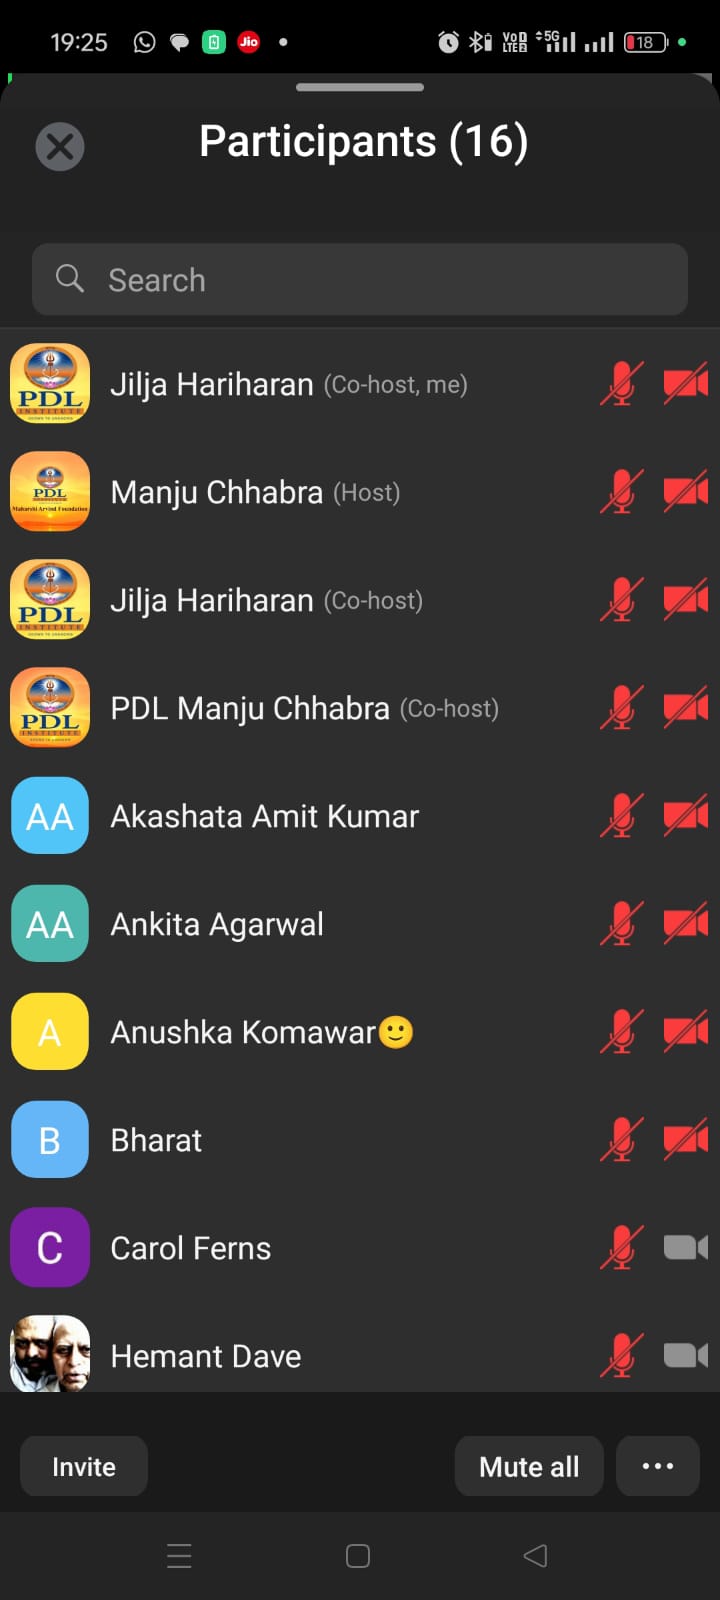 19:25 Jio VoD LTE2 5G 18
Participants (16)
Search
PDL
INSTITUTE
Jilja Hariharan (Co-host, me)
PDL
Maharshi Arvind Foundation
Manju Chhabra (Host)
PDL
INSTITUTE
Jilja Hariharan (Co-host)
PDL
INSTITUTE
PDL Manju Chhabra (Co-host)
AA Akashata Amit Kumar
AA Ankita Agarwal
A Anushka Komawar🙂
B Bharat
C Carol Ferns
Hemant Dave
Invite Mute all ...